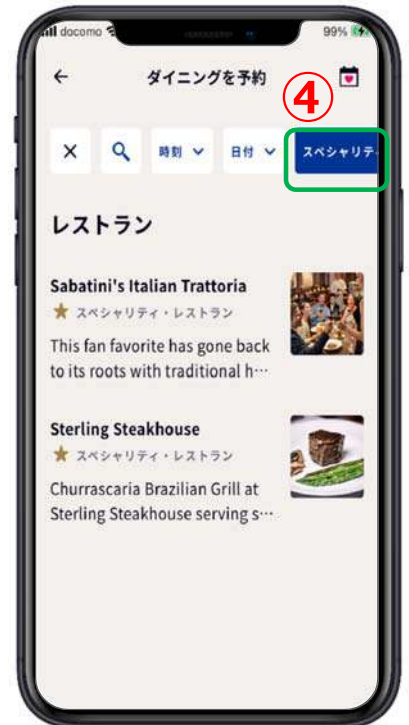 docomo
99%
← ダイニングを予約
④
× 時刻 日付 スペシャリテ
レストラン
Sabatini's Italian Trattoria
★ スペシャリティ・レストラン
This fan favorite has gone back
to its roots with traditional h…
Sterling Steakhouse
★ スペシャリティ・レストラン
Churrascaria Brazilian Grill at
Sterling Steakhouse serving s…